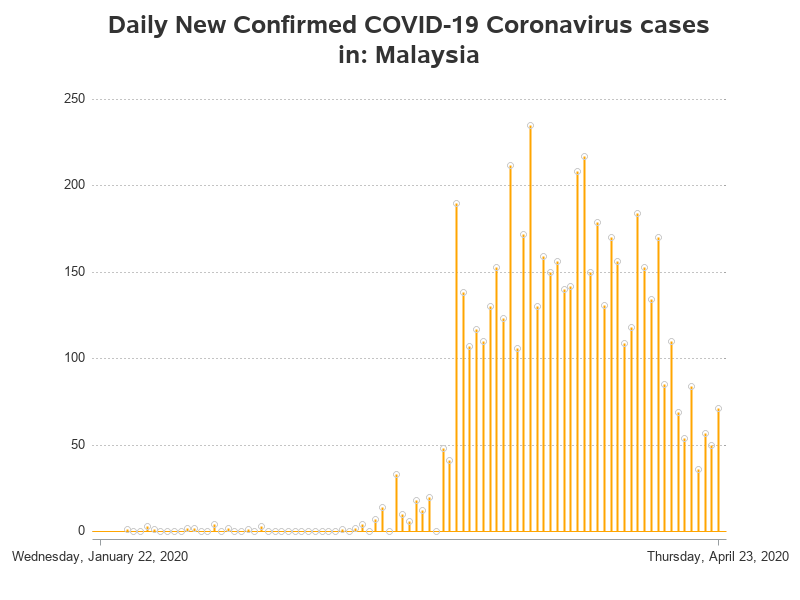 Daily New Confirmed COVID-19 Coronavirus cases
in: Malaysia
250
200
150
100
50
0
Wednesday, January 22, 2020
Thursday, April 23, 2020